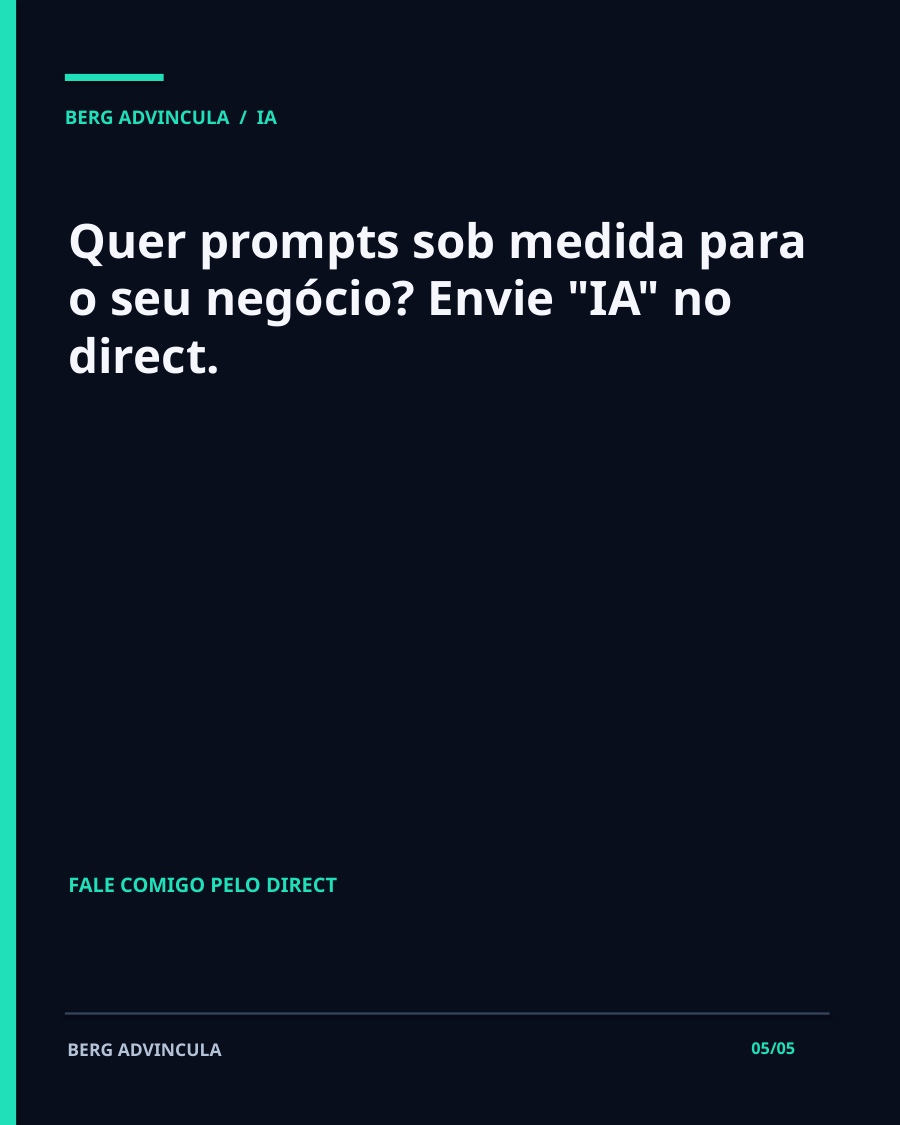 BERG ADVINCULA / IA
Quer prompts sob medida para
o seu negócio? Envie "IA" no
direct.
FALE COMIGO PELO DIRECT
BERG ADVINCULA
05/05